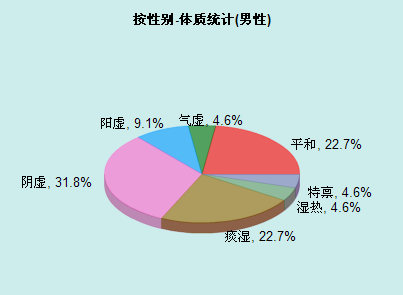 按性别-体质统计(男性)
气虚, 4.6%
阳虚, 9.1%
平和, 22.7%
阴虚, 31.8%
特禀, 4.6%
湿热, 4.6%
痰湿, 22.7%